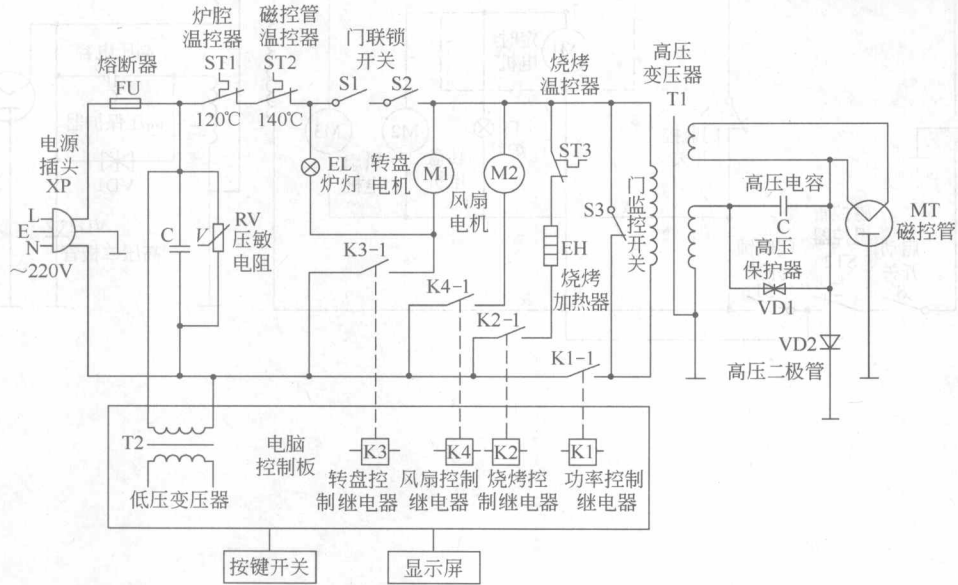 炉腔
温控器
ST1
120℃
磁控管
温控器
ST2
140℃
门联锁
开关
S1
S2
烧烤
温控器
ST3
高压
变压器
T1
熔断器
FU
电源
插头
XP
L
E
N
~220V
C
V
RV
压敏
电阻
EL
炉灯
转盘
电机
M1
风扇
电机
M2
S3
门监控开关
EH
烧烤
加热器
高压电容
C
高压
保护器
VD1
VD2
高压二极管
MT
磁控管
K3-1
K4-1
K2-1
K1-1
T2
低压变压器
电脑
控制板
K3
转盘控
制继电器
K4
风扇控制
继电器
K2
烧烤控
制继电器
K1
功率控制
继电器
按键开关
显示屏